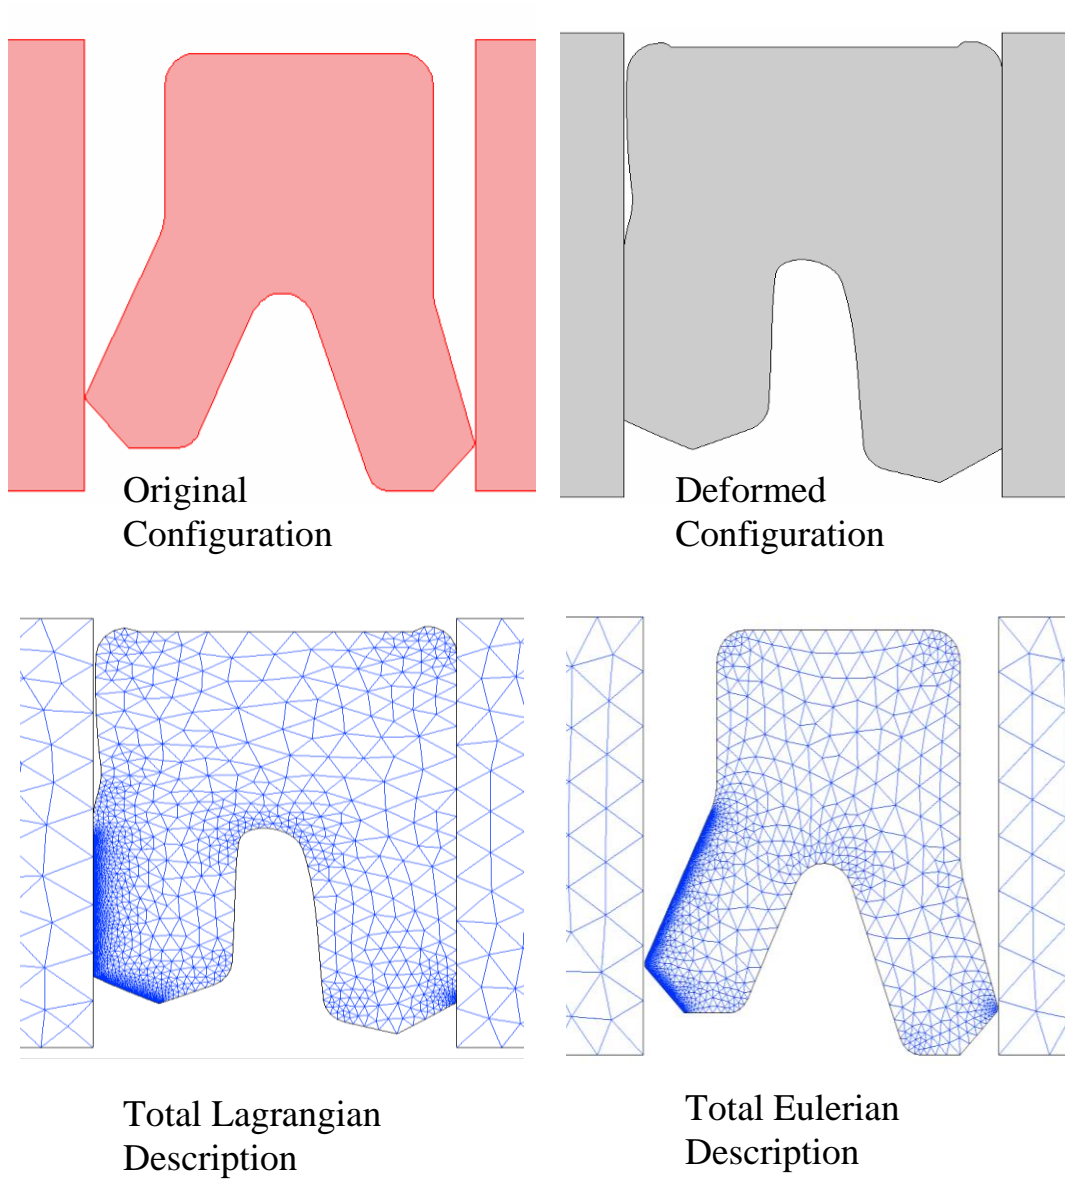 Original
Configuration
Deformed
Configuration
Total Lagrangian
Description
Total Eulerian
Description